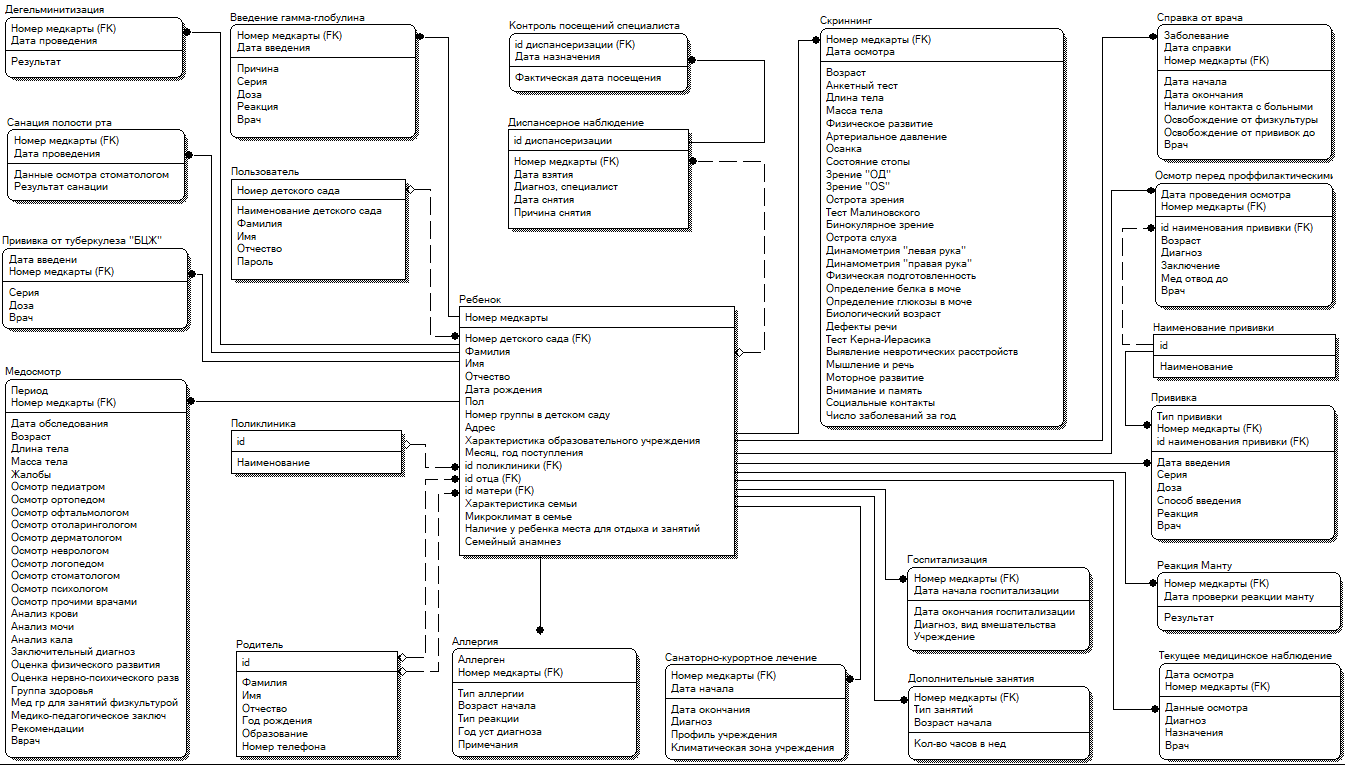 Дегельминтизация
Номер медкарты (FK)
Дата проведения
Результат
Введение гамма-глобулина
Номер медкарты (FK)
Дата введения
Причина
Серия
Доза
Реакция
Врач
Контроль посещений специалиста
id диспансеризации (FK)
Дата назначения
Фактическая дата посещения
Скриннинг
Номер медкарты (FK)
Дата осмотра
Возраст
Анкетный тест
Длина тела
Масса тела
Физическое развитие
Артериальное давление
Осанка
Состояние стопы
Зрение "ОД"
Зрение "OS"
Острота зрения
Тест Малиновского
Бинокулярное зрение
Острота слуха
Динамометрия "левая рука"
Динамометрия "правая рука"
Физическая подготовленность
Определение белка в моче
Определение глюкозы в моче
Биологический возраст
Дефекты речи
Тест Керна-Иерасика
Выявление невротических расстройств
Мышление и речь
Моторное развитие
Внимание и память
Социальные контакты
Число заболеваний за год
Справка от врача
Заболевание
Дата справки
Номер медкарты (FK)
Дата начала
Дата окончания
Наличие контакта с больными
Освобождение от физкультуры
Освобождение от прививок до
Врач
Санация полости рта
Номер медкарты (FK)
Дата проведения
Данные осмотра стоматологом
Результат санации
Пользователь
Ноиер детского сада
Наименование детского сада
Фамилия
Имя
Отчество
Пароль
Диспансерное наблюдение
id диспансеризации
Номер медкарты (FK)
Дата взятия
Диагноз, специалист
Дата снятия
Причина снятия
Осмотр перед проффилактическими
Дата проведения осмотра
Номер медкарты (FK)
id наименования прививки (FK)
Возраст
Диагноз
Заключение
Мед отвод до
Врач
Прививка от туберкулеза "БЦЖ"
Дата введени
Номер медкарты (FK)
Серия
Доза
Врач
Ребенок
Номер медкарты
Номер детского сада (FK)
Фамилия
Имя
Отчество
Дата рождения
Пол
Номер группы в детском саду
Адрес
Характеристика образовательного учреждения
Месяц, год поступления
id поликлиники (FK)
id отца (FK)
id матери (FK)
Характеристика семьи
Микроклимат в семье
Наличие у ребенка места для отдыха и занятий
Семейный анамнез
Наименование прививки
id
Наименование
Медосмотр
Период
Номер медкарты (FK)
Дата обследования
Возраст
Длина тела
Масса тела
Жалобы
Осмотр педиатром
Осмотр ортопедом
Осмотр офтальмологом
Осмотр отоларингологом
Осмотр дерматологом
Осмотр неврологом
Осмотр логопедом
Осмотр стоматологом
Осмотр психологом
Осмотр прочими врачами
Анализ крови
Анализ мочи
Анализ кала
Заключительный диагноз
Оценка физического развития
Оценка нервно-психического разв
Группа здоровья
Мед гр для занятий физкультурой
Медико-педагогическое заключ
Рекомендации
Вврач
Поликлиника
id
Наименование
Прививка
Тип прививки
Номер медкарты (FK)
id наименования прививки (FK)
Дата введения
Серия
Доза
Способ введения
Реакция
Врач
Родитель
id
Фамилия
Имя
Отчество
Год рождения
Образование
Номер телефона
Аллергия
Аллерген
Номер медкарты (FK)
Тип аллергии
Возраст начала
Тип реакции
Год уст диагноза
Примечания
Санаторно-курортное лечение
Номер медкарты (FK)
Дата начала
Дата окончания
Диагноз
Профиль учреждения
Климатическая зона учреждения
Госпитализация
Номер медкарты (FK)
Дата начала госпитализации
Дата окончания госпитализации
Диагноз, вид вмешательства
Учреждение
Дополнительные занятия
Номер медкарты (FK)
Тип занятий
Возраст начала
Кол-во часов в нед
Реакция Манту
Номер медкарты (FK)
Дата проверки реакции манту
Результат
Текущее медицинское наблюдение
Дата осмотра
Номер медкарты (FK)
Данные осмотра
Диагноз
Назначения
Врач